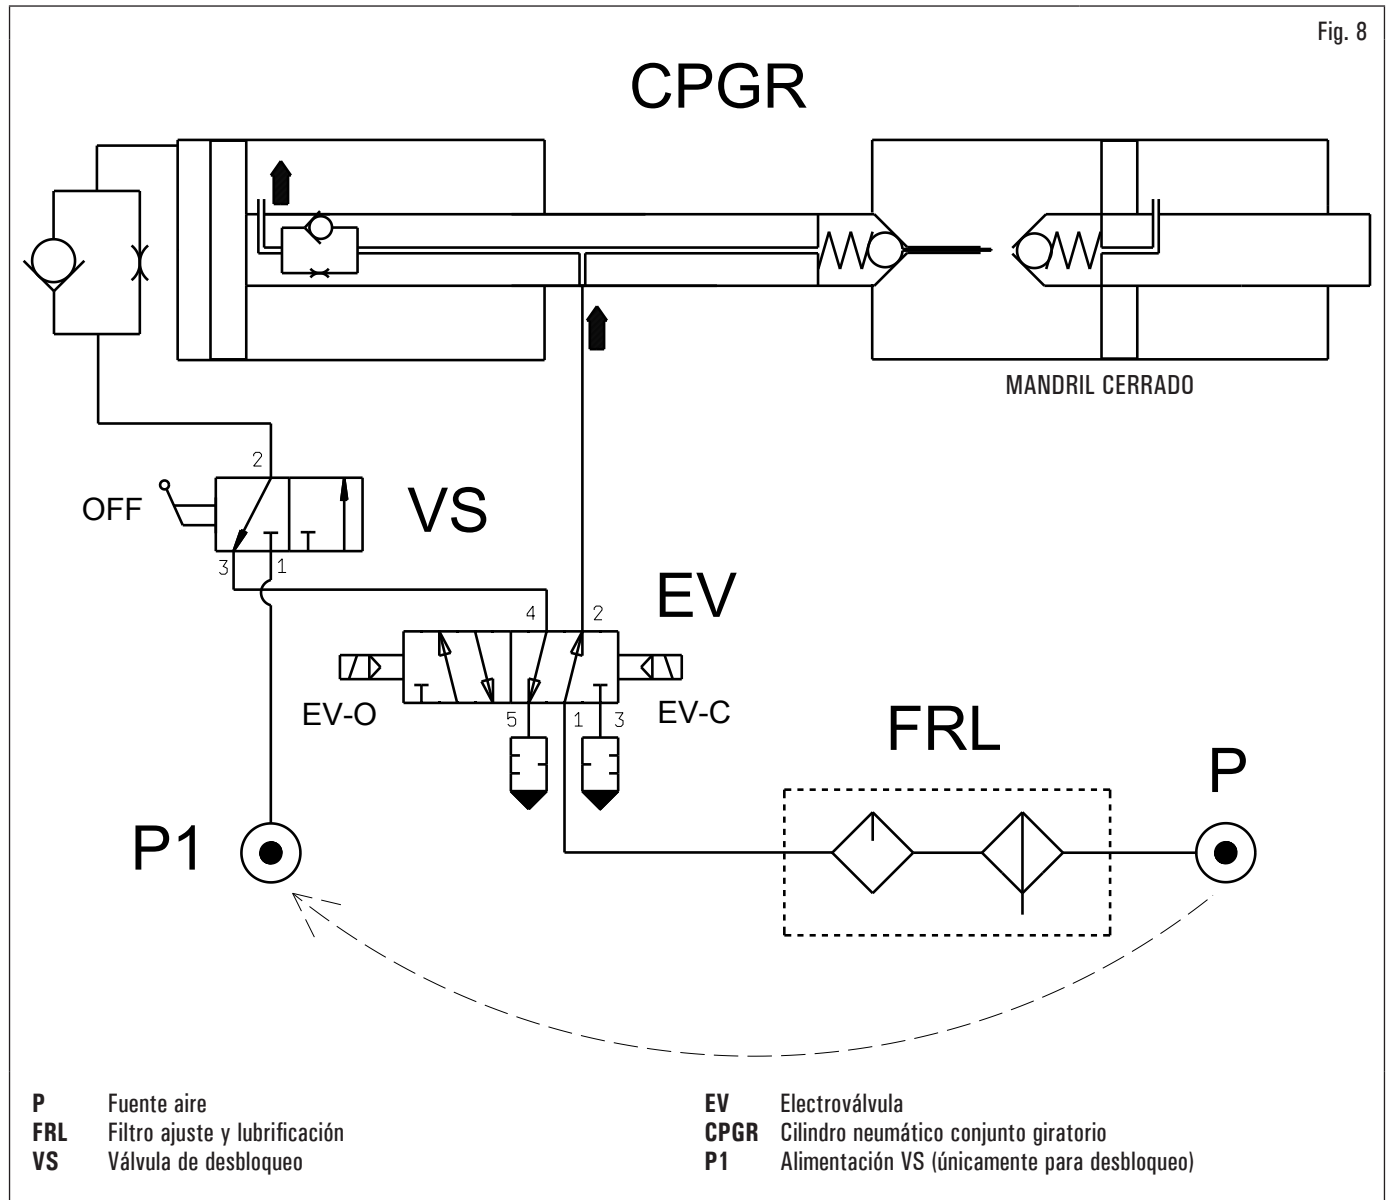 Fig. 8
CPGR
MANDRIL CERRADO
2
OFF
VS
3 1
EV
4 2
EV-O
5 1 3
EV-C
FRL
P
P1
P Fuente aire
FRL Filtro ajuste y lubrificación
VS Válvula de desbloqueo
EV Electroválvula
CPGR Cilindro neumático conjunto giratorio
P1 Alimentación VS (únicamente para desbloqueo)